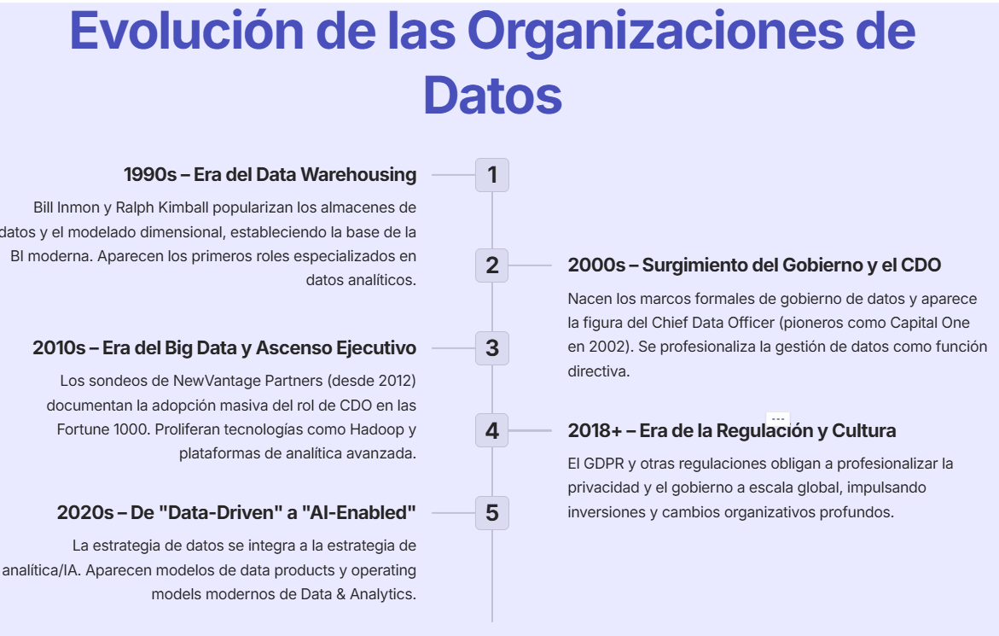 Evolución de las Organizaciones de
Datos
1990s – Era del Data Warehousing
1
Bill Inmon y Ralph Kimball popularizan los almacenes de
datos y el modelado dimensional, estableciendo la base de la
BI moderna. Aparecen los primeros roles especializados en
datos analíticos.
2
2000s – Surgimiento del Gobierno y el CDO
Nacen los marcos formales de gobierno de datos y aparece
la figura del Chief Data Officer (pioneros como Capital One
en 2002). Se profesionaliza la gestión de datos como función
directiva.
2010s – Era del Big Data y Ascenso Ejecutivo
3
Los sondeos de NewVantage Partners (desde 2012)
documentan la adopción masiva del rol de CDO en las
Fortune 1000. Proliferan tecnologías como Hadoop y
plataformas de analítica avanzada.
4
2018+ – Era de la Regulación y Cultura
El GDPR y otras regulaciones obligan a profesionalizar la
privacidad y el gobierno a escala global, impulsando
inversiones y cambios organizativos profundos.
2020s – De "Data-Driven" a "AI-Enabled"
5
La estrategia de datos se integra a la estrategia de
analítica/IA. Aparecen modelos de data products y operating
models modernos de Data & Analytics.